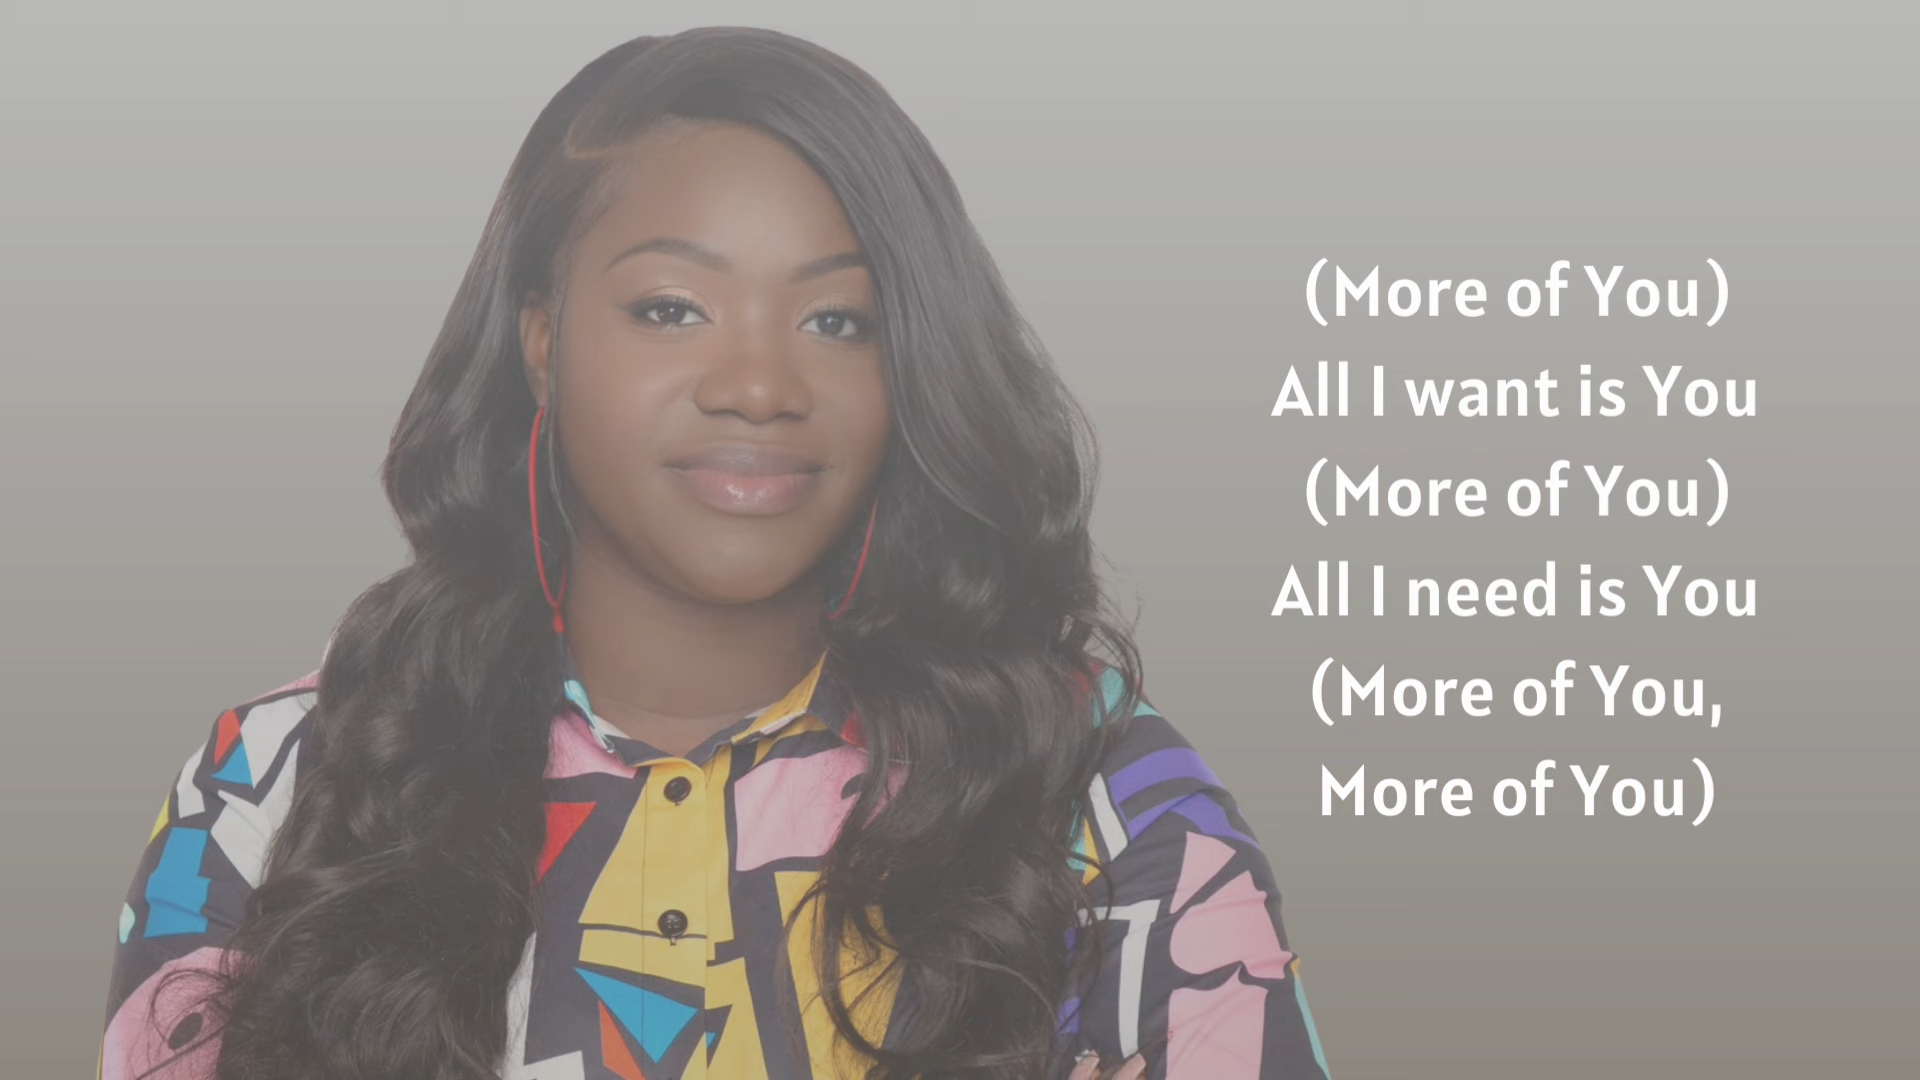 (More of You)
All I want is You
(More of You)
All I need is You
(More of You,
More of You)